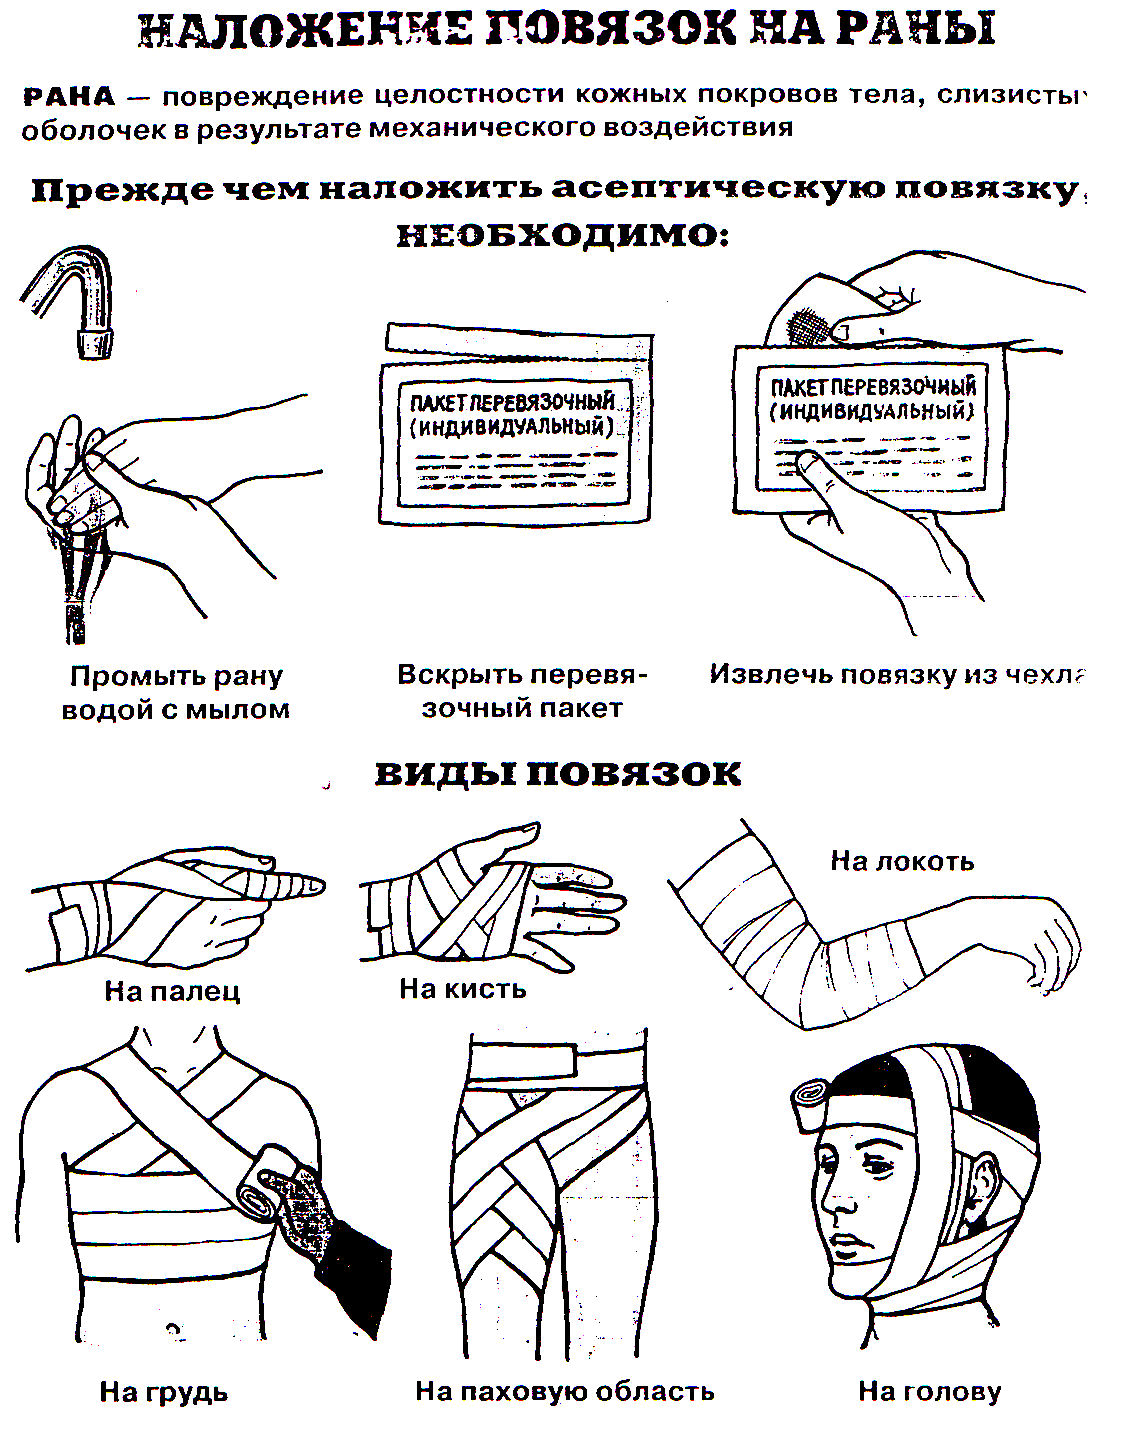 НАЛОЖЕНИЕ ПОВЯЗОК НА РАНЫ
РАНА — повреждение целостности кожных покровов тела, слизисты
оболочек в результате механического воздействия
Прежде чем наложить асептическую повязку,
НЕОБХОДИМО:
ПАКЕТ ПЕРЕВЯЗОЧНЫЙ
(ИНДИВИДУАЛЬНЫЙ)
ПАКЕТ ПЕРЕВЯЗОЧНЫЙ
(ИНДИВИДУАЛЬНЫЙ)
Промыть рану
водой с мылом
Вскрыть перевя-
зочный пакет
Извлечь повязку из чехла
ВИДЫ ПОВЯЗОК
На палец
На кисть
На локоть
На грудь
На паховую область
На голову